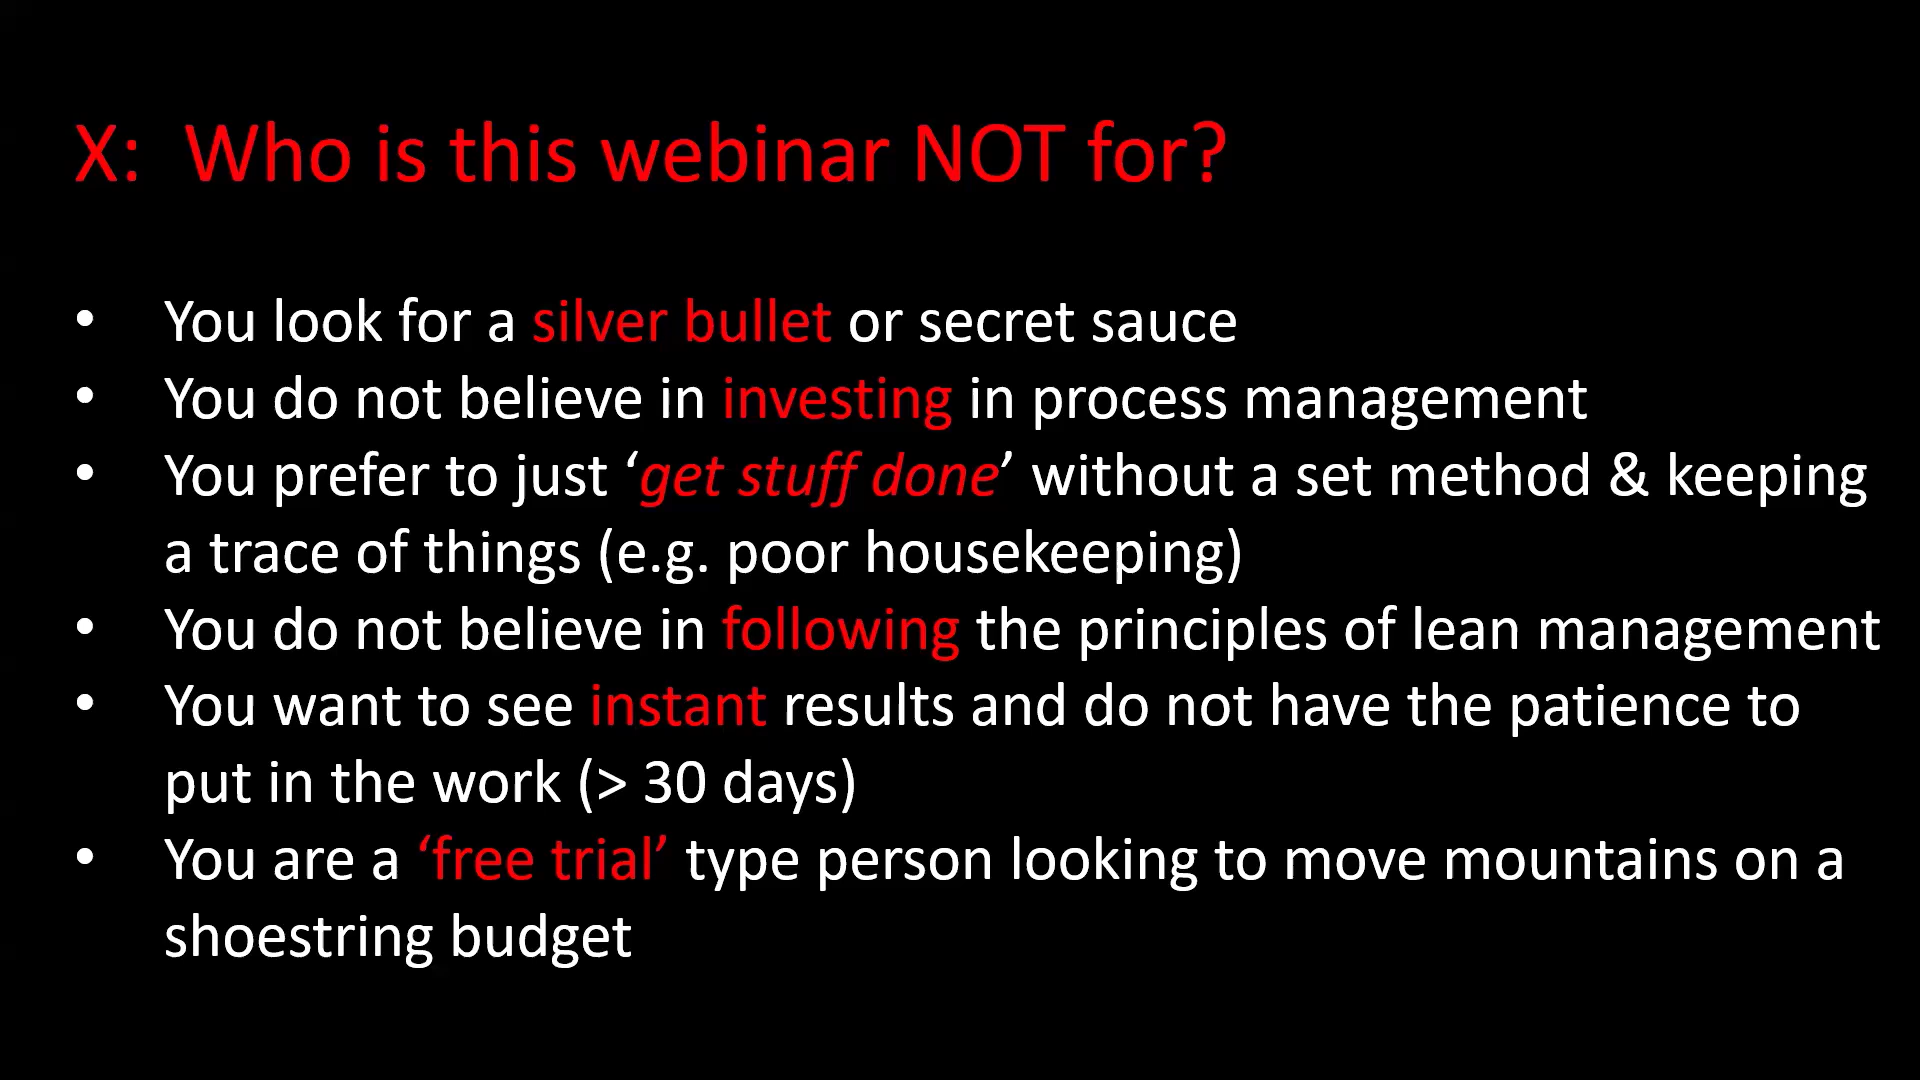 X:  Who is this webinar NOT for?
• You look for a silver bullet or secret sauce
• You do not believe in investing in process management
• You prefer to just ‘get stuff done’ without a set method & keeping
a trace of things (e.g. poor housekeeping)
• You do not believe in following the principles of lean management
• You want to see instant results and do not have the patience to
put in the work (> 30 days)
• You are a ‘free trial’ type person looking to move mountains on a
shoestring budget